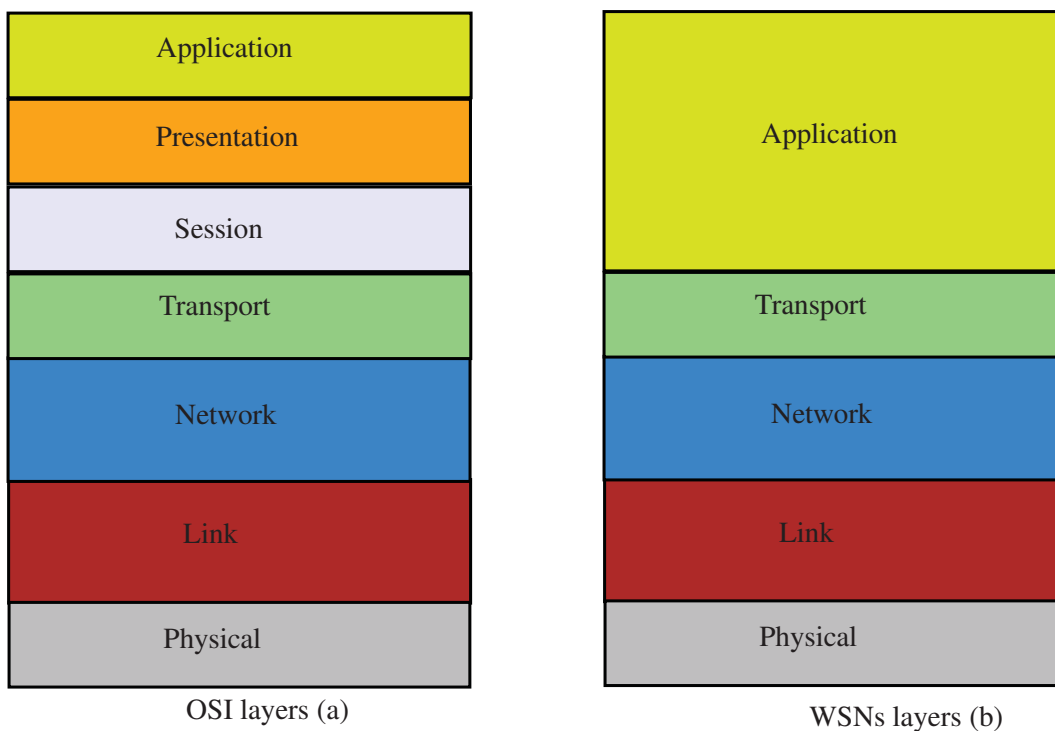 Application
Presentation
Session
Transport
Network
Link
Physical
OSI layers (a)
Application
Transport
Network
Link
Physical
WSNs layers (b)